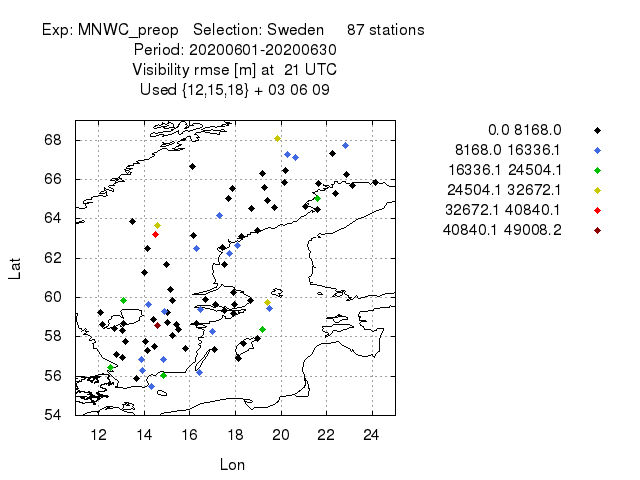 Exp: MNWC_preop Selection: Sweden 87 stations
Period: 20200601-20200630
Visibility rmse [m] at 21 UTC
Used {12,15,18} + 03 06 09
0.0 8168.0
8168.0 16336.1
16336.1 24504.1
24504.1 32672.1
32672.1 40840.1
40840.1 49008.2
68
66
64
62
60
58
56
54
Lat
12 14 16 18 20 22 24
Lon